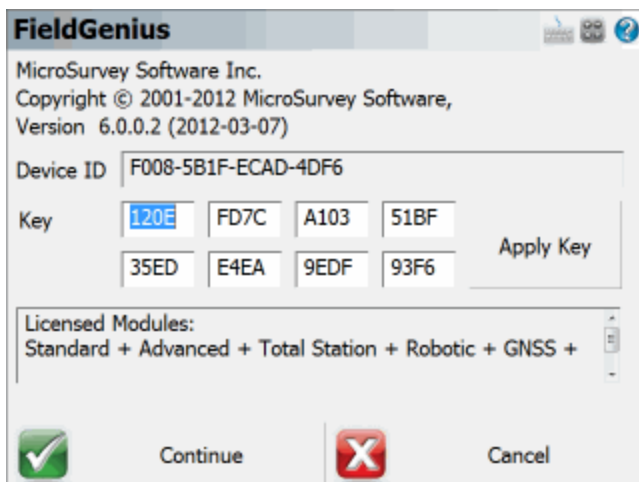 FieldGenius
MicroSurvey Software Inc.
Copyright © 2001-2012 MicroSurvey Software,
Version 6.0.0.2 (2012-03-07)
Device ID F008-5B1F-ECAD-4DF6
Key 120E FD7C A103 51BF
35ED E4EA 9EDF 93F6
Apply Key
Licensed Modules:
Standard + Advanced + Total Station + Robotic + GNSS +
Continue Cancel